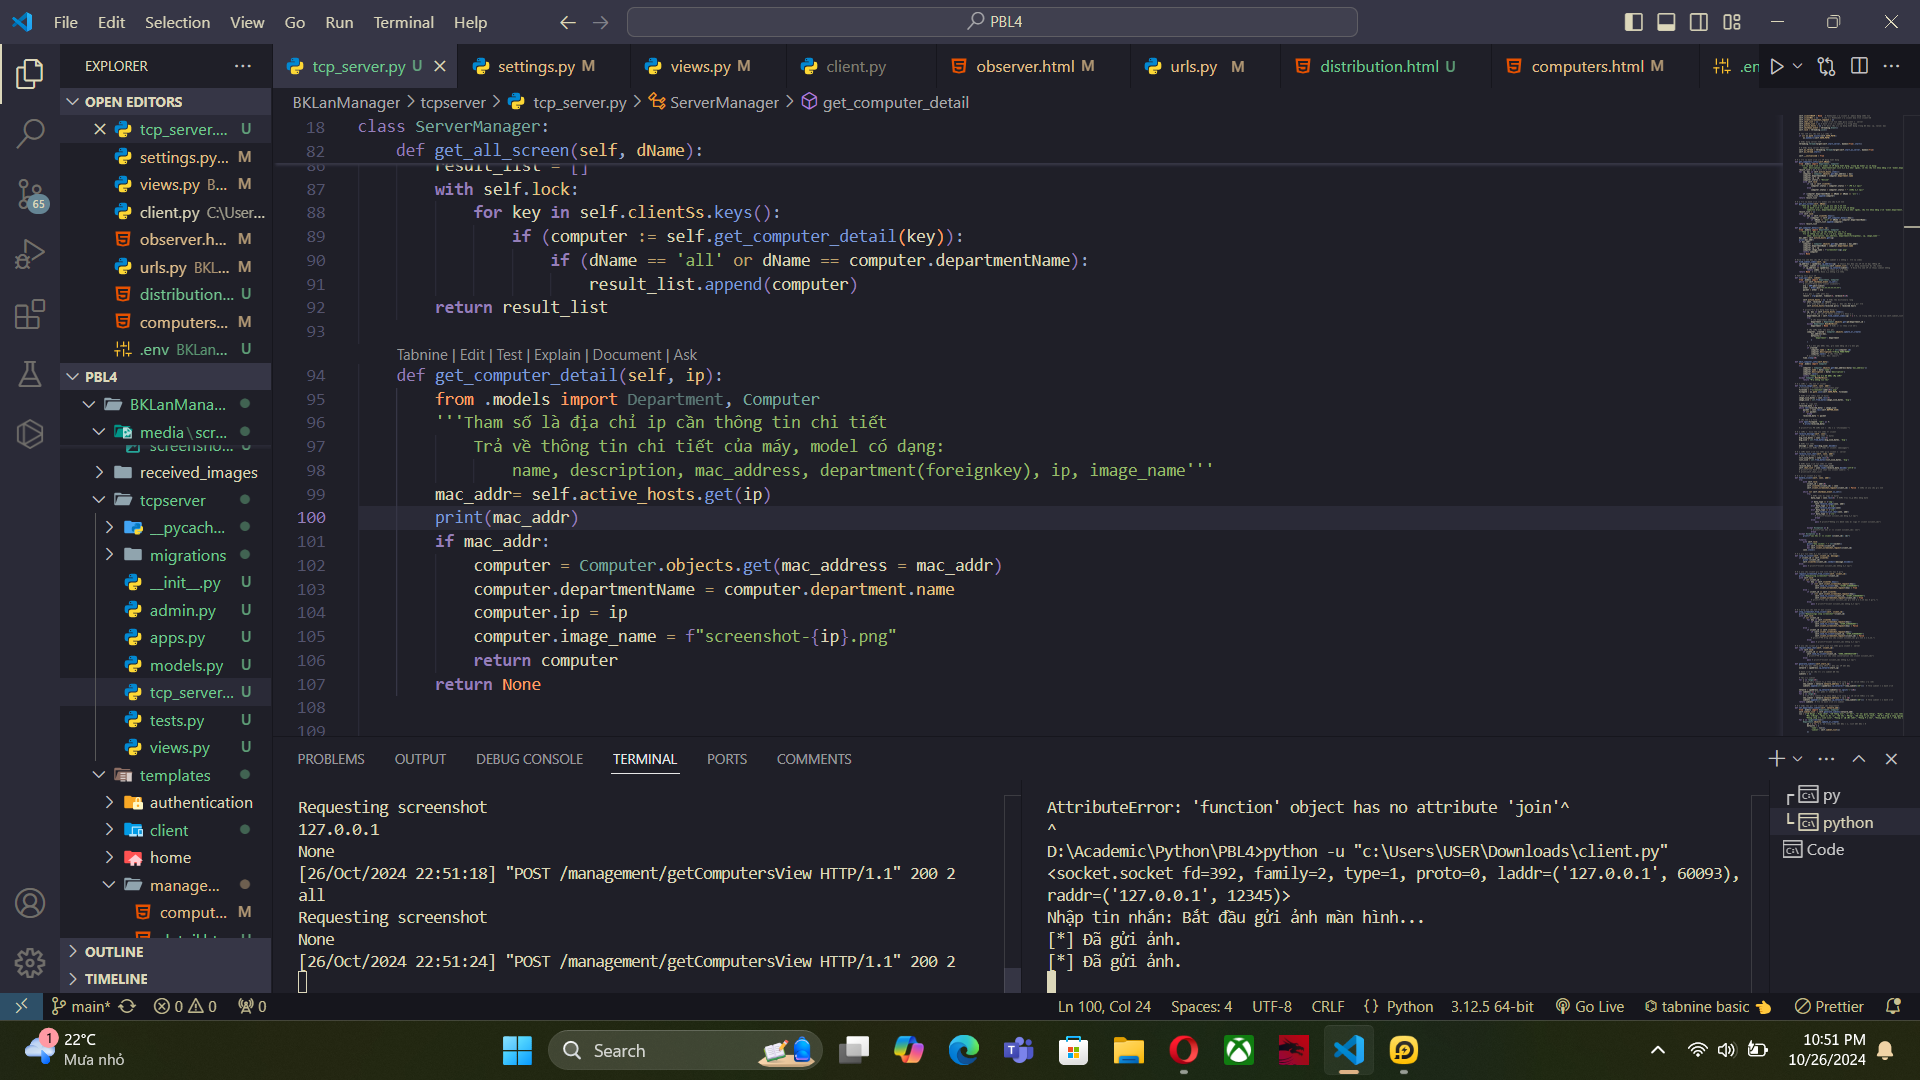 File Edit Selection View Go Run Terminal Help
PBL4
EXPLORER
OPEN EDITORS
tcp_server.... U
settings.py... M
views.py B... M
client.py C:\User...
observer.h... M
urls.py BKL... M
distribution... U
computers... M
.env BKLan... U
PBL4
BKLanMana...
media\scr...
received_images
tcpserver
__pycach...
migrations
__init__.py U
admin.py U
apps.py U
models.py U
tcp_server... U
tests.py U
views.py U
templates
authentication
client
home
manage...
comput... M
OUTLINE
TIMELINE
65
tcp_server.py U
settings.py M
views.py M
client.py
observer.html M
urls.py M
distribution.html U
computers.html M
.en
BKLanManager > tcpserver > tcp_server.py > ServerManager > get_computer_detail
18 class ServerManager:
82 def get_all_screen(self, dName):
86 result_list = []
87 with self.lock:
88 for key in self.clientSs.keys():
89 if (computer := self.get_computer_detail(key)):
90 if (dName == 'all' or dName == computer.departmentName):
91 result_list.append(computer)
92 return result_list
93
Tabnine | Edit | Test | Explain | Document | Ask
94 def get_computer_detail(self, ip):
95 from .models import Department, Computer
96 '''Tham số là địa chỉ ip cần thông tin chi tiết
97 Trả về thông tin chi tiết của máy, model có dạng:
98 name, description, mac_address, department(foreignkey), ip, image_name'''
99 mac_addr= self.active_hosts.get(ip)
100 print(mac_addr)
101 if mac_addr:
102 computer = Computer.objects.get(mac_address = mac_addr)
103 computer.departmentName = computer.department.name
104 computer.ip = ip
105 computer.image_name = f"screenshot-{ip}.png"
106 return computer
107 return None
108
109
PROBLEMS OUTPUT DEBUG CONSOLE TERMINAL PORTS COMMENTS
Requesting screenshot
127.0.0.1
None
[26/Oct/2024 22:51:18] "POST /management/getComputersView HTTP/1.1" 200 2
all
Requesting screenshot
None
[26/Oct/2024 22:51:24] "POST /management/getComputersView HTTP/1.1" 200 2
AttributeError: 'function' object has no attribute 'join'^
^
D:\Academic\Python\PBL4>python -u "c:\Users\USER\Downloads\client.py"
<socket.socket fd=392, family=2, type=1, proto=0, laddr=('127.0.0.1', 60093),
raddr=('127.0.0.1', 12345)>
Nhập tin nhắn: Bắt đầu gửi ảnh màn hình...
[*] Đã gửi ảnh.
[*] Đã gửi ảnh.
py
python
Code
main* 0 0 0
Ln 100, Col 24 Spaces: 4 UTF-8 CRLF {} Python 3.12.5 64-bit Go Live tabnine basic Prettier
1
22°C
Mưa nhỏ
Search
10:51 PM
10/26/2024